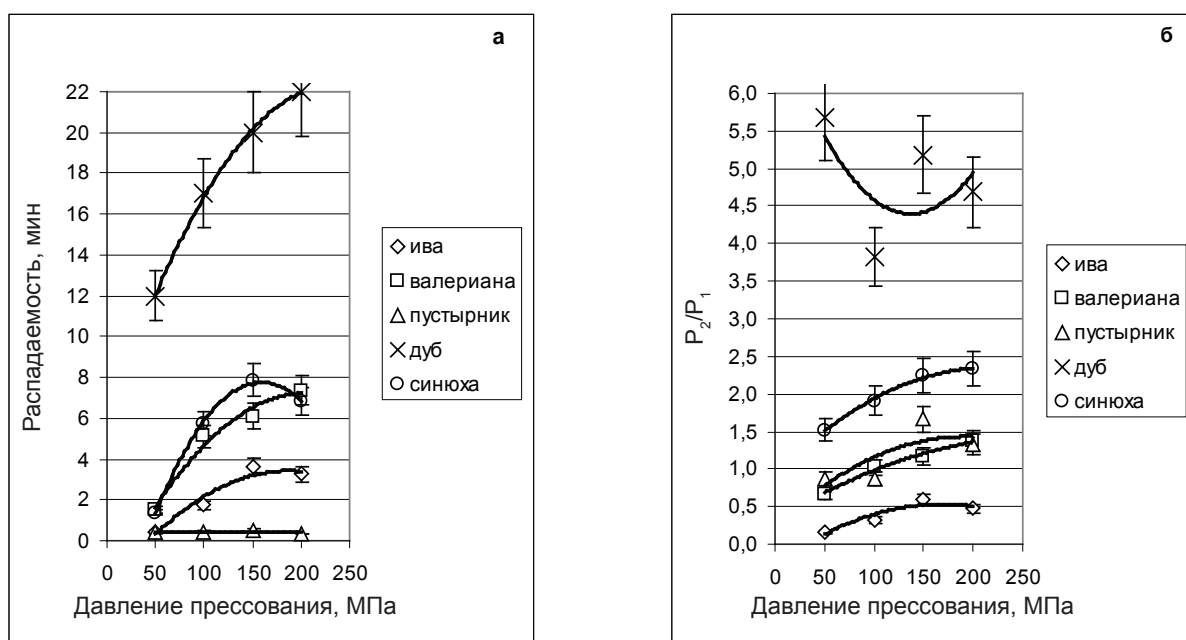 а
Распадаемость, мин
22
20
18
16
14
12
10
8
6
4
2
0
0 50 100 150 200 250
Давление прессования, МПа
ива
валериана
пустырник
дуб
синюха
б
P2/P1
6,0
5,5
5,0
4,5
4,0
3,5
3,0
2,5
2,0
1,5
1,0
0,5
0,0
0 50 100 150 200 250
Давление прессования, МПа
ива
валериана
пустырник
дуб
синюха